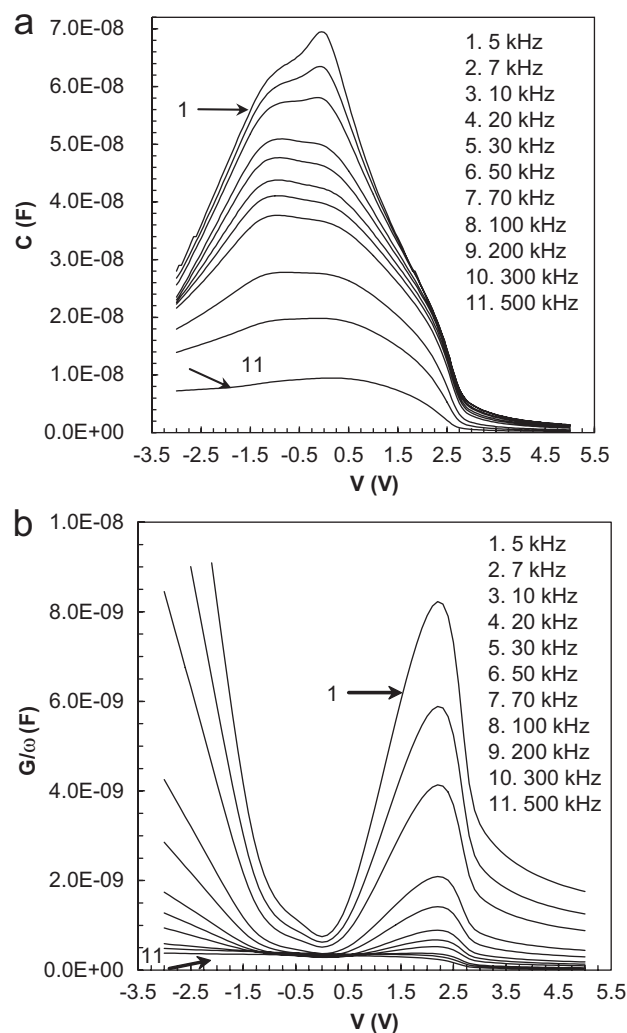 a
7.0E-08
6.0E-08
5.0E-08
4.0E-08
3.0E-08
2.0E-08
1.0E-08
0.0E+00
C (F)
1
11
1. 5 kHz
2. 7 kHz
3. 10 kHz
4. 20 kHz
5. 30 kHz
6. 50 kHz
7. 70 kHz
8. 100 kHz
9. 200 kHz
10. 300 kHz
11. 500 kHz
-3.5 -2.5 -1.5 -0.5 0.5 1.5 2.5 3.5 4.5 5.5
V (V)
b
1.0E-08
8.0E-09
6.0E-09
4.0E-09
2.0E-09
0.0E+00
G/ω (F)
1
11
1. 5 kHz
2. 7 kHz
3. 10 kHz
4. 20 kHz
5. 30 kHz
6. 50 kHz
7. 70 kHz
8. 100 kHz
9. 200 kHz
10. 300 kHz
11. 500 kHz
-3.5 -2.5 -1.5 -0.5 0.5 1.5 2.5 3.5 4.5 5.5
V (V)